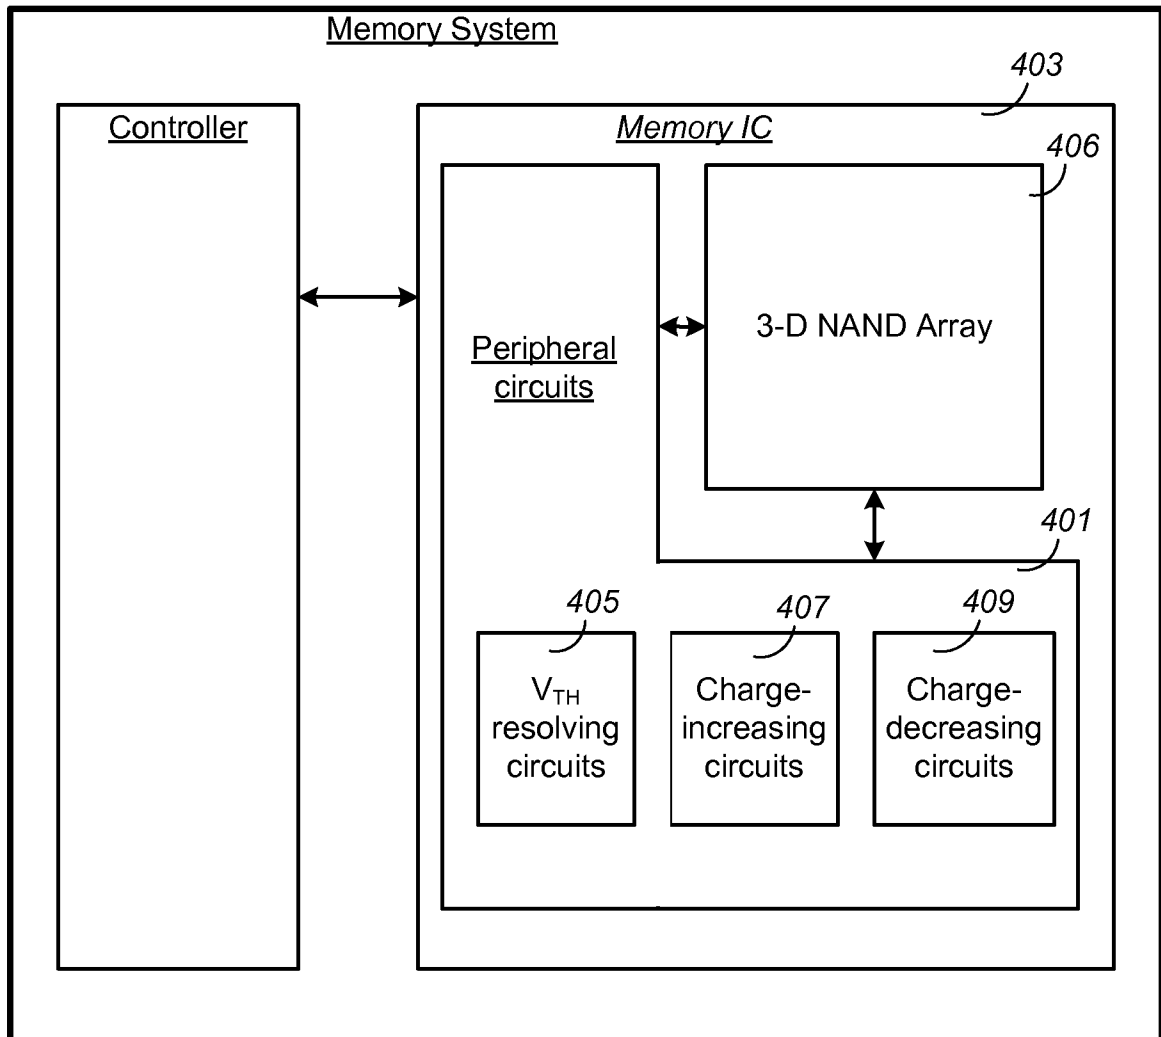 Memory System
403
Controller
Memory IC
406
3-D NAND Array
Peripheral
circuits
401
405
407
409
VTH
resolving
circuits
Charge-
increasing
circuits
Charge-
decreasing
circuits